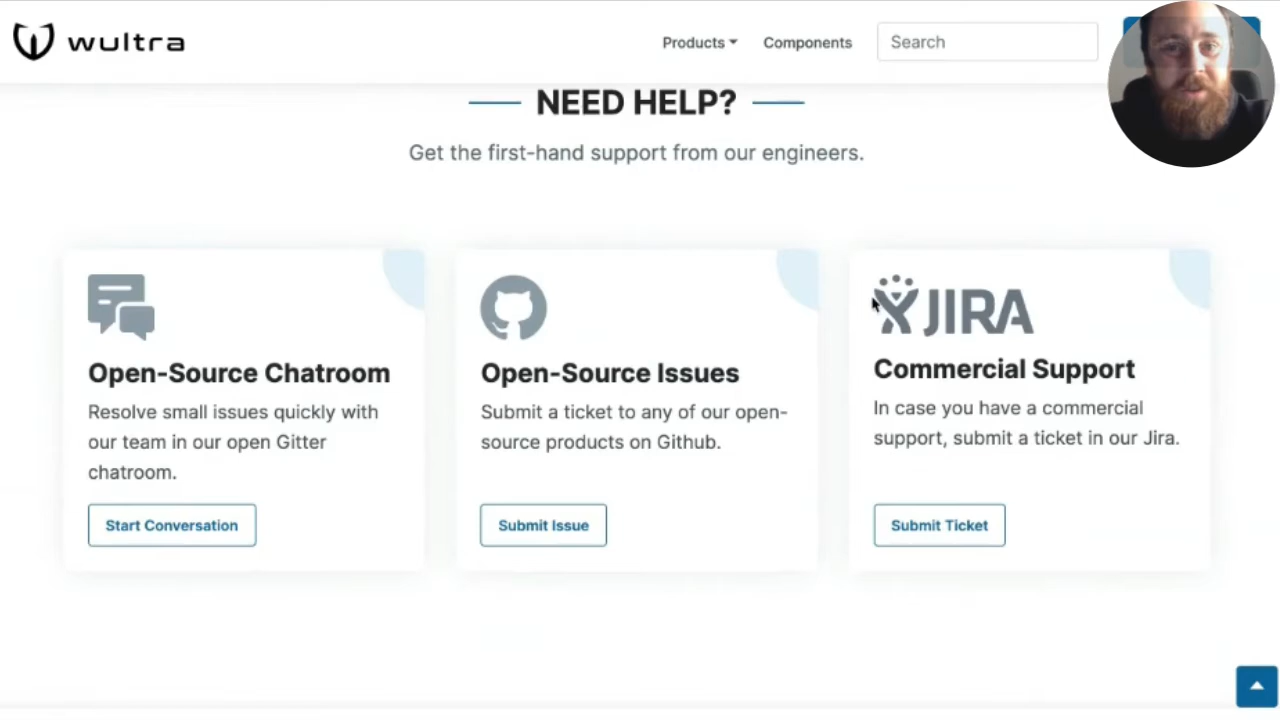 wultra
Products
Components
Search
NEED HELP?
Get the first-hand support from our engineers.
Open-Source Chatroom
Resolve small issues quickly with
our team in our open Gitter
chatroom.
Start Conversation
Open-Source Issues
Submit a ticket to any of our open-
source products on Github.
Submit Issue
JIRA
Commercial Support
In case you have a commercial
support, submit a ticket in our Jira.
Submit Ticket